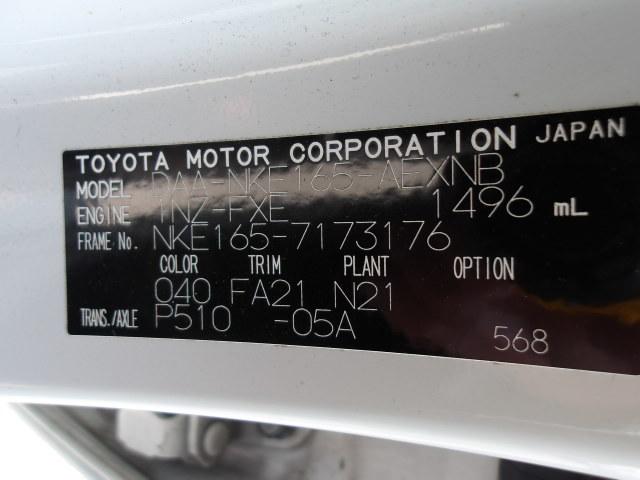 TOYOTA MOTOR CORPORATION JAPAN
MODEL DAA-NKE165-AEXNB
ENGINE 1NZ-FXE 1496 mL
FRAME No. NKE165-7173176
COLOR TRIM PLANT OPTION
040 FA21 N21
TRANS./AXLE P510 -05A
568